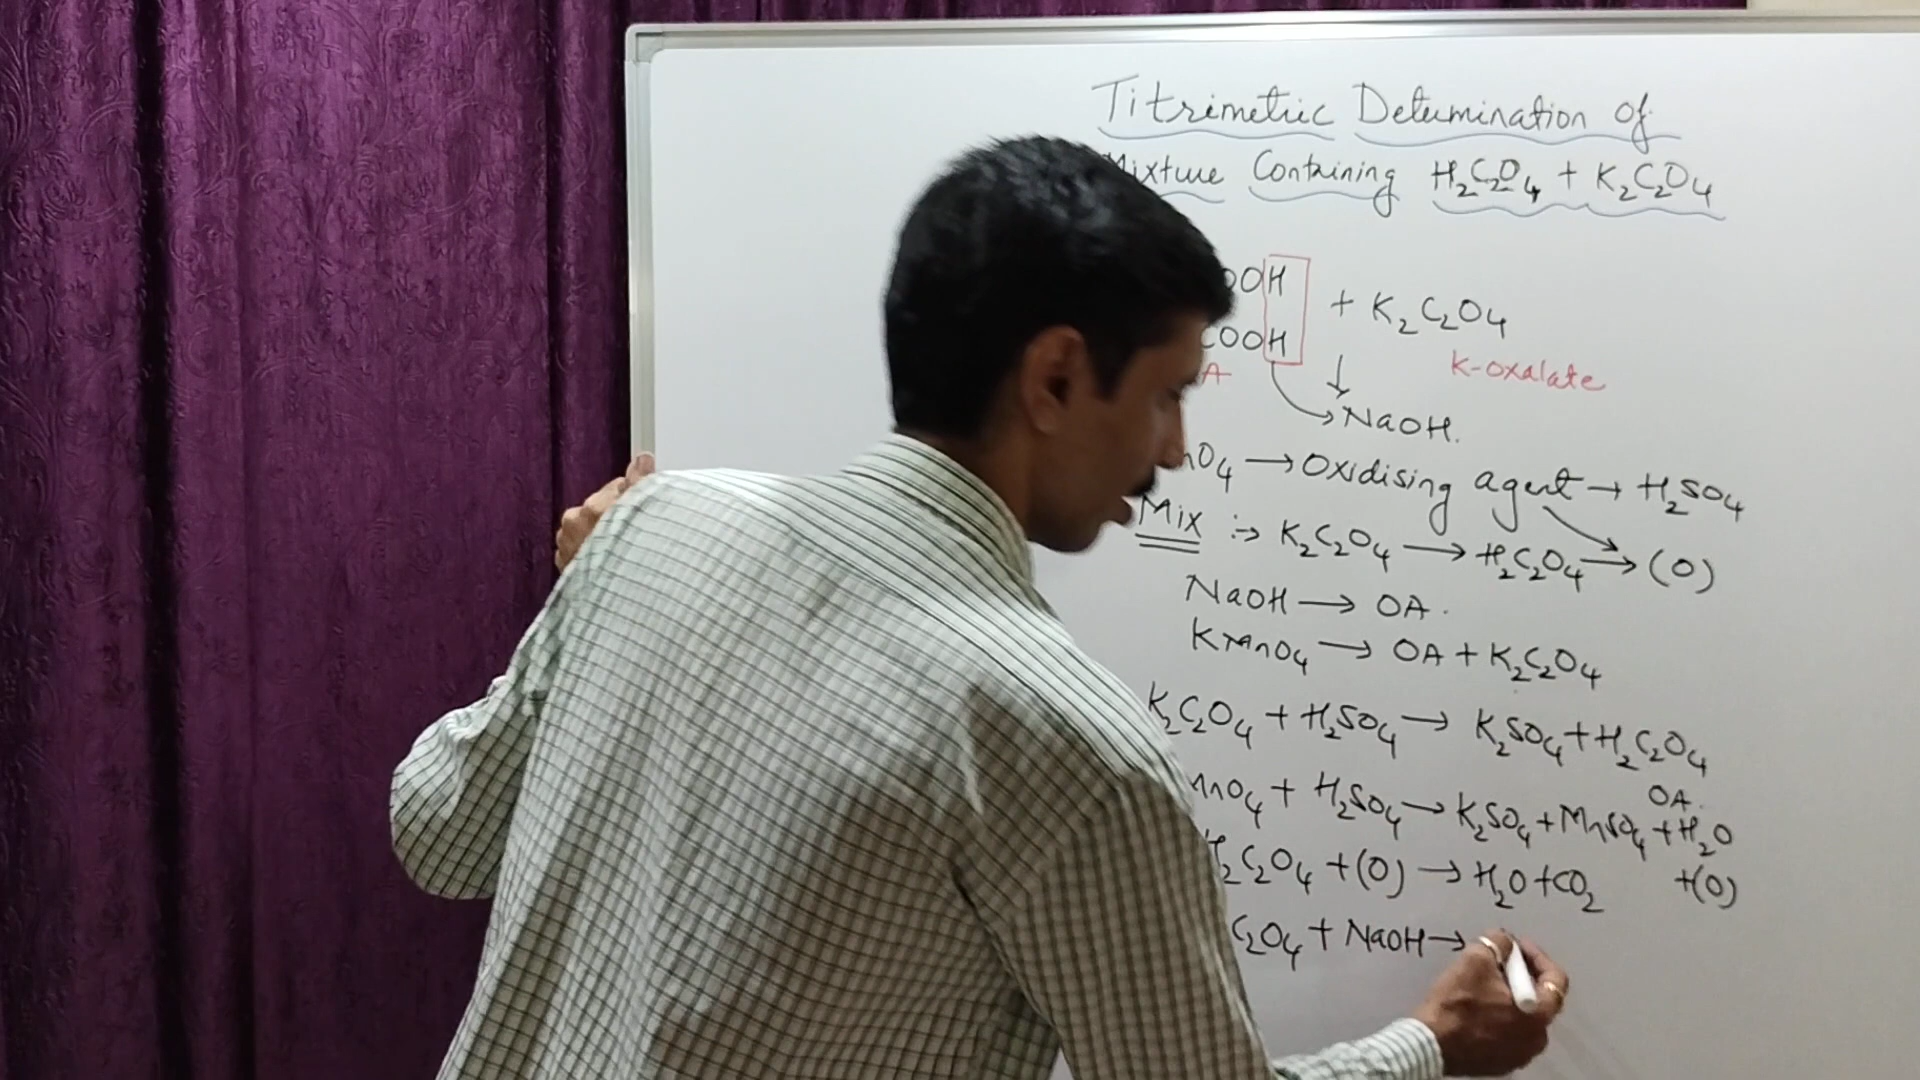 Titrimetric Determination of
Mixture Containing H₂C₂O₄ + K₂C₂O₄
OOH
COOH
+ K₂C₂O₄
A
K-oxalate
↓
→ NaOH.
nO₄ → Oxidising agent → H₂SO₄
Mix :→ K₂C₂O₄ → H₂C₂O₄ → (O)
NaOH → OA.
KMnO₄ → OA + K₂C₂O₄
K₂C₂O₄ + H₂SO₄ → K₂SO₄ + H₂C₂O₄
OA.
MnO₄ + H₂SO₄ → K₂SO₄ + MnSO₄ + H₂O
+(O)
H₂C₂O₄ + (O) → H₂O + CO₂
C₂O₄ + NaOH →